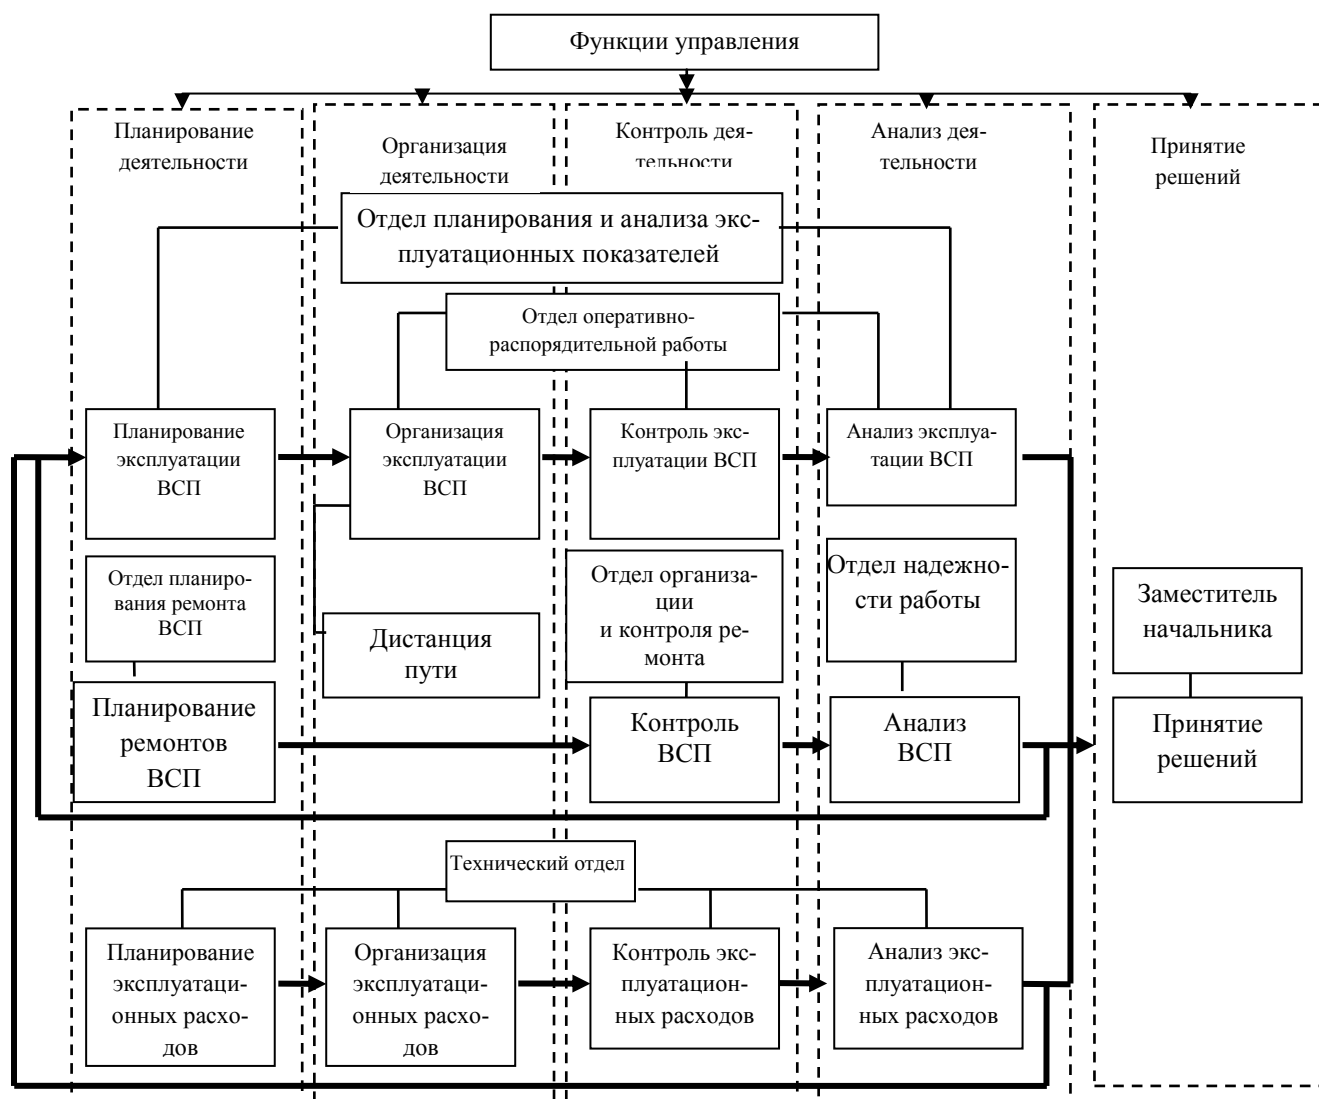 Функции управления
Планирование
деятельности
Организация
деятельности
Контроль дея-
тельности
Анализ дея-
тельности
Принятие
решений
Отдел планирования и анализа экс-
плуатационных показателей
Отдел оперативно-
распорядительной работы
Планирование
эксплуатации
ВСП
Организация
эксплуатации
ВСП
Контроль экс-
плуатации ВСП
Анализ эксплуа-
тации ВСП
Отдел планиро-
вания ремонта
ВСП
Дистанция
пути
Отдел организа-
ции
и контроля ре-
монта
Отдел надежно-
сти работы
Заместитель
начальника
Планирование
ремонтов
ВСП
Контроль
ВСП
Анализ
ВСП
Принятие
решений
Технический отдел
Планирование
эксплуатаци-
онных расхо-
дов
Организация
эксплуатаци-
онных расхо-
дов
Контроль экс-
плуатацион-
ных расходов
Анализ экс-
плуатацион-
ных расходов